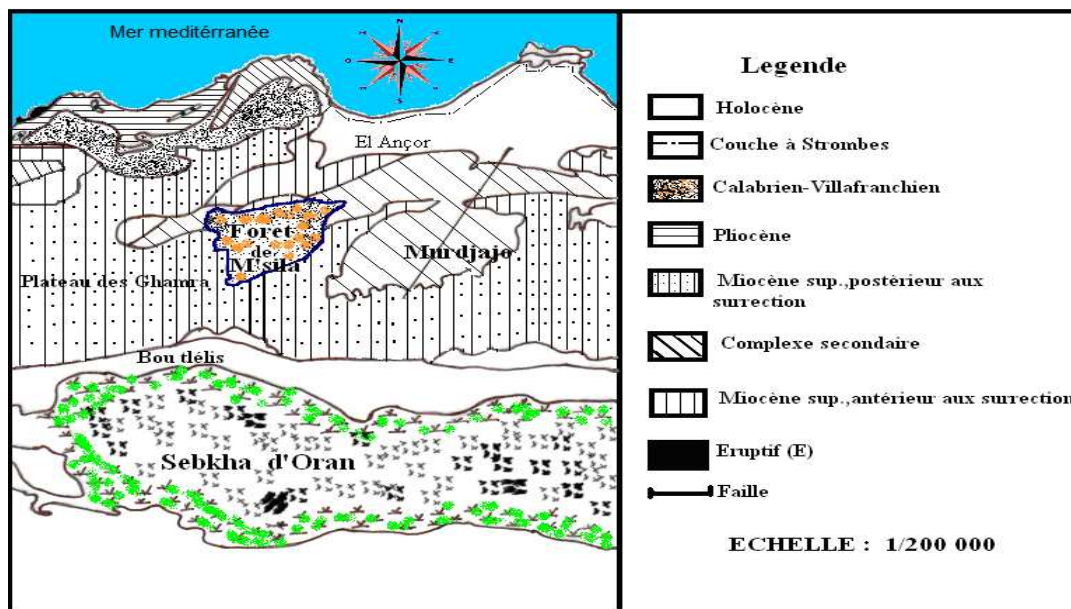 Mer meditérranée
N
O
E
S
El Ançor
Foret
de
M'sila
Murdjajo
Plateau des Ghamra
Bou tlélis
Sebkha d'Oran
Legende
Holocène
Couche à Strombes
Calabrien-Villafranchien
Pliocène
Miocène sup.,postèrieur aux
surrection
Complexe secondaire
Miocène sup.,antérieur aux surrection
Eruptif (E)
Faille
ECHELLE : 1/200 000